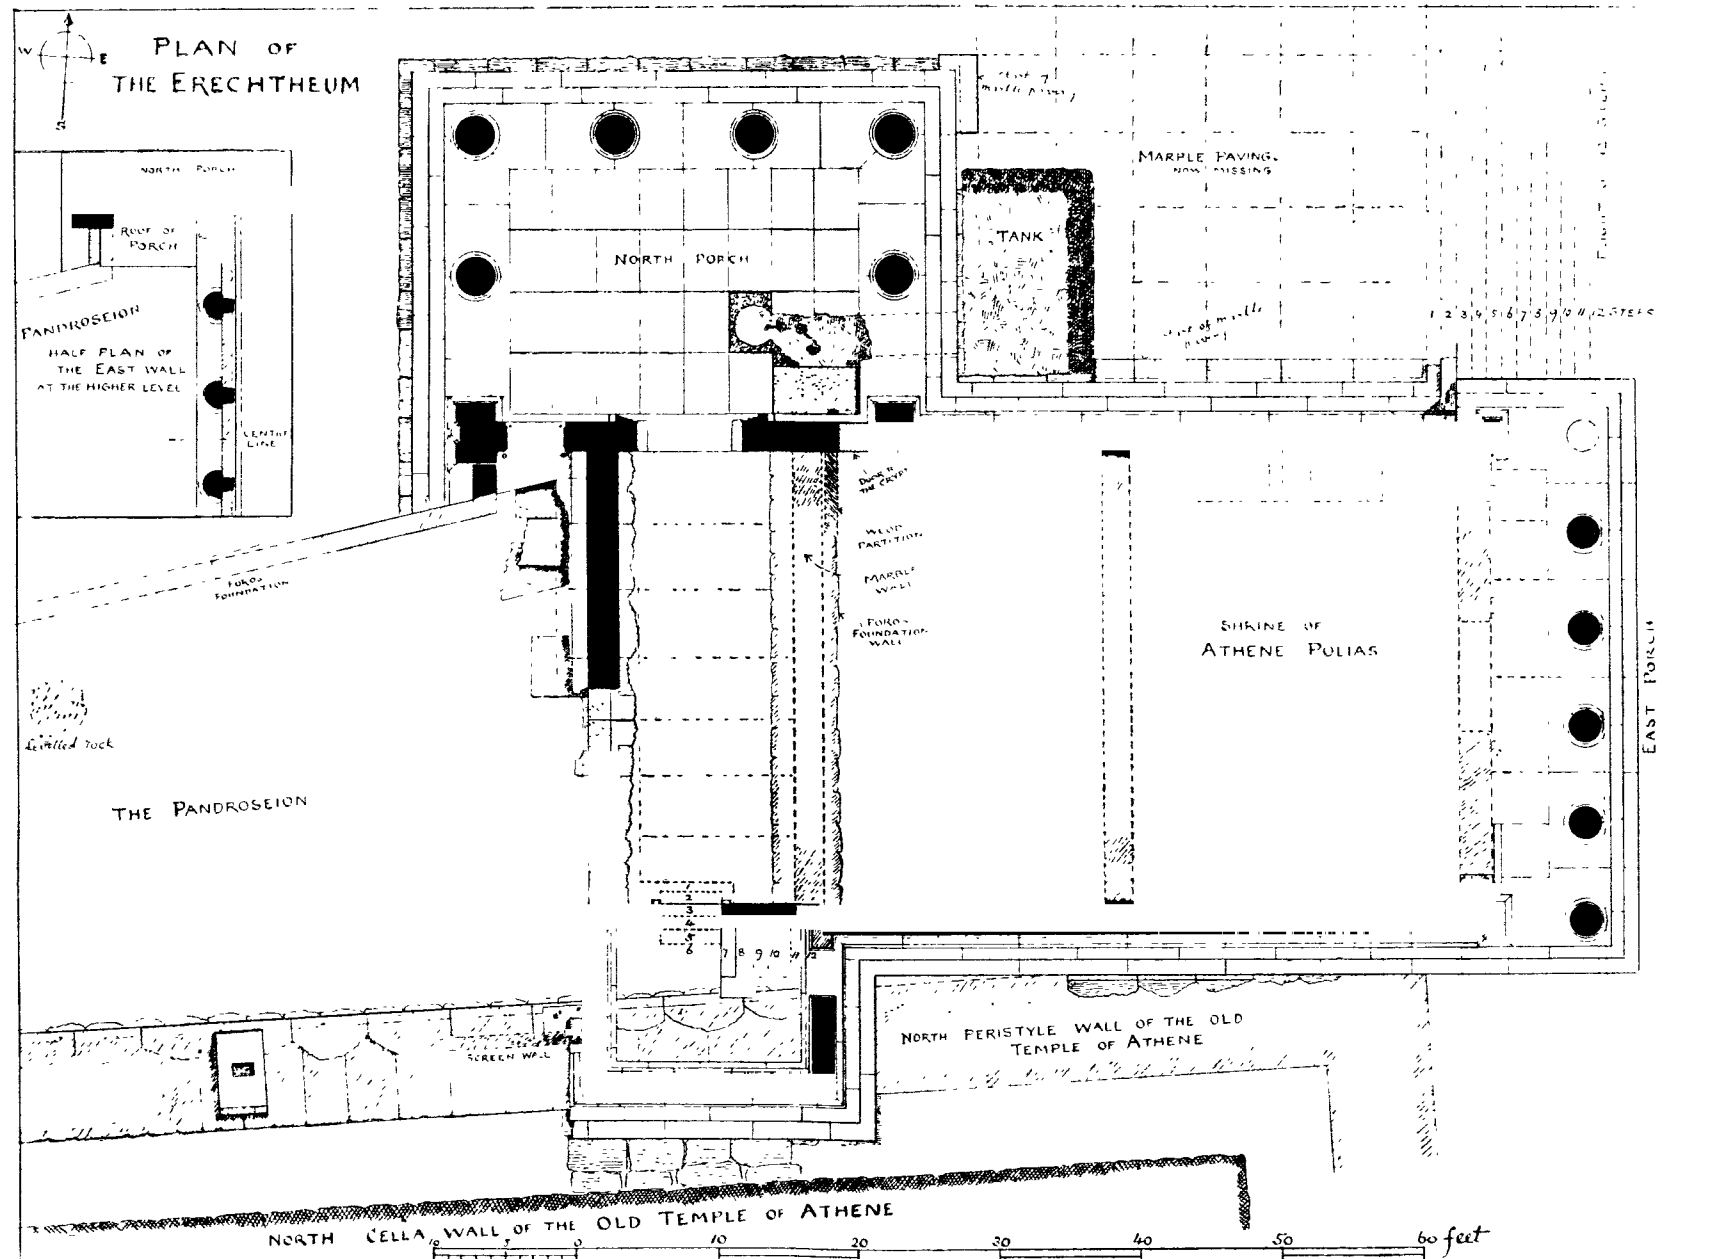 PLAN OF
THE ERECHTHEUM
W E
S
NORTH PORCH
ROOF OF
PORCH
PANDROSEION
HALF PLAN OF
THE EAST WALL
AT THE HIGHER LEVEL
CENTRE
LINE
NORTH PORCH
TANK
MARBLE PAVING.
NOW MISSING
1 2 3 4 5 6 7 8 9 10 11 12 STEPS
DOOR TO
THE CRYPT
WOOD
PARTITION
MARBLE
WALL
POROS
FOUNDATION
WALL
SHRINE OF
ATHENE POLIAS
EAST PORCH
POROS
FOUNDATION
Levelled rock
THE PANDROSEION
1
2
3
4
5
6
7 8 9 10 11 12
SCREEN WALL
NORTH PERISTYLE WALL OF THE OLD
TEMPLE OF ATHENE
NORTH CELLA WALL OF THE OLD TEMPLE OF ATHENE
10 5 0 10 20 30 40 50 60 feet